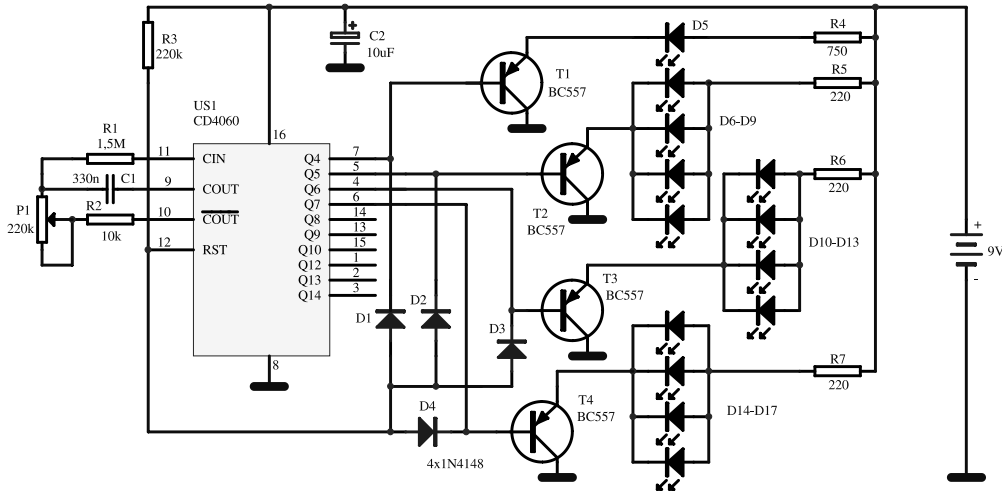 R3
220k
+
C2
10uF
D5
R4
750
T1
BC557
R5
220
D6-D9
US1
CD4060
16
R1
1,5M
11
CIN
Q4
7
330n
C1
9
COUT
Q5
5
Q6
4
Q7
6
P1
220k
R2
10k
10
COUT
Q8
14
Q9
13
12
RST
Q10
15
Q12
1
Q13
2
Q14
3
8
T2
BC557
R6
220
D10-D13
+
9V
-
T3
BC557
D1
D2
D3
R7
220
D4
4x1N4148
T4
BC557
D14-D17